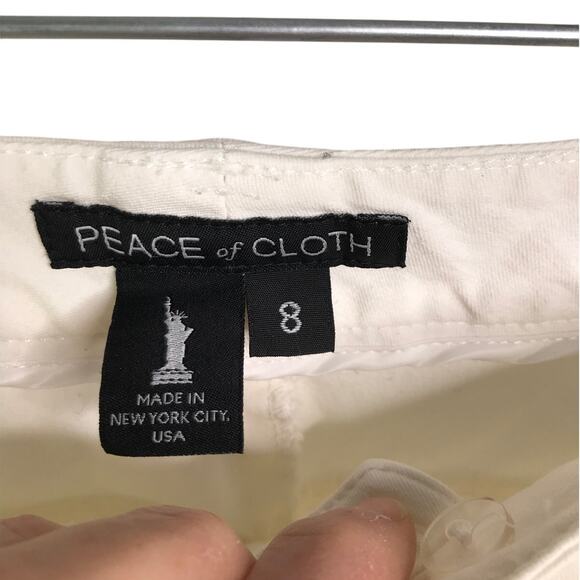 PEACE of CLOTH
8
MADE IN
NEW YORK CITY,
USA